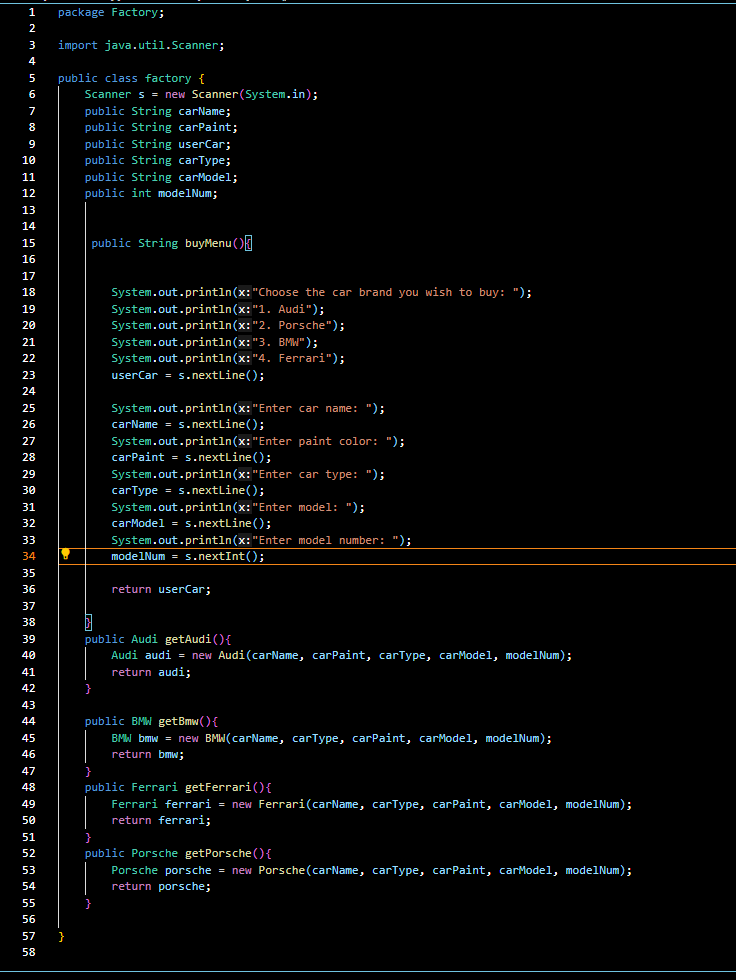 1 package Factory;
2
3 import java.util.Scanner;
4
5 public class factory {
6 Scanner s = new Scanner(System.in);
7 public String carName;
8 public String carPaint;
9 public String userCar;
10 public String carType;
11 public String carModel;
12 public int modelNum;
13
14
15 public String buyMenu(){
16
17
18 System.out.println(x:"Choose the car brand you wish to buy: ");
19 System.out.println(x:"1. Audi");
20 System.out.println(x:"2. Porsche");
21 System.out.println(x:"3. BMW");
22 System.out.println(x:"4. Ferrari");
23 userCar = s.nextLine();
24
25 System.out.println(x:"Enter car name: ");
26 carName = s.nextLine();
27 System.out.println(x:"Enter paint color: ");
28 carPaint = s.nextLine();
29 System.out.println(x:"Enter car type: ");
30 carType = s.nextLine();
31 System.out.println(x:"Enter model: ");
32 carModel = s.nextLine();
33 System.out.println(x:"Enter model number: ");
34 modelNum = s.nextInt();
35
36 return userCar;
37
38 }
39 public Audi getAudi(){
40 Audi audi = new Audi(carName, carPaint, carType, carModel, modelNum);
41 return audi;
42 }
43
44 public BMW getBmw(){
45 BMW bmw = new BMW(carName, carType, carPaint, carModel, modelNum);
46 return bmw;
47 }
48 public Ferrari getFerrari(){
49 Ferrari ferrari = new Ferrari(carName, carType, carPaint, carModel, modelNum);
50 return ferrari;
51 }
52 public Porsche getPorsche(){
53 Porsche porsche = new Porsche(carName, carType, carPaint, carModel, modelNum);
54 return porsche;
55 }
56
57 }
58